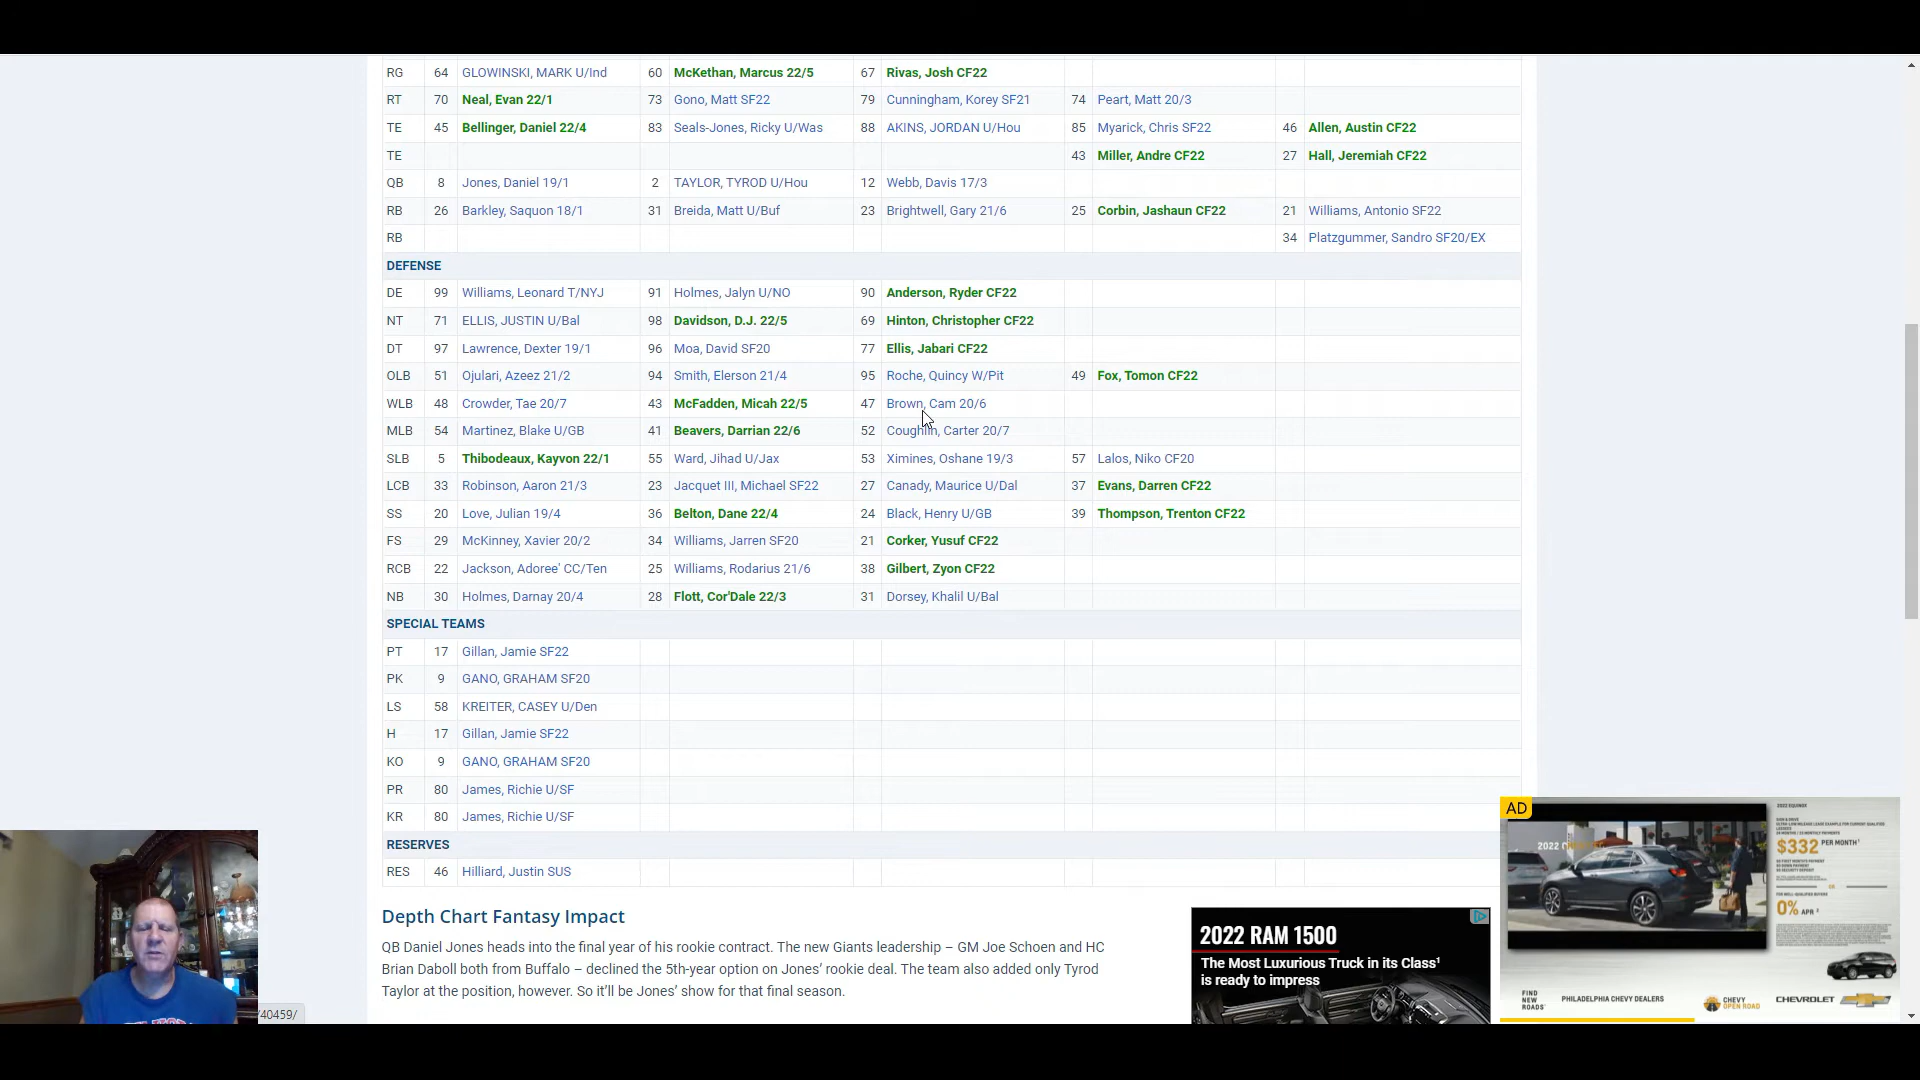 RG 64 GLOWINSKI, MARK U/Ind 60 McKethan, Marcus 22/5 67 Rivas, Josh CF22
RT 70 Neal, Evan 22/1 73 Gono, Matt SF22 79 Cunningham, Korey SF21 74 Peart, Matt 20/3
TE 45 Bellinger, Daniel 22/4 83 Seals-Jones, Ricky U/Was 88 AKINS, JORDAN U/Hou 85 Myarick, Chris SF22 46 Allen, Austin CF22
TE 43 Miller, Andre CF22 27 Hall, Jeremiah CF22
QB 8 Jones, Daniel 19/1 2 TAYLOR, TYROD U/Hou 12 Webb, Davis 17/3
RB 26 Barkley, Saquon 18/1 31 Breida, Matt U/Buf 23 Brightwell, Gary 21/6 25 Corbin, Jashaun CF22 21 Williams, Antonio SF22
RB 34 Platzgummer, Sandro SF20/EX
DEFENSE
DE 99 Williams, Leonard T/NYJ 91 Holmes, Jalyn U/NO 90 Anderson, Ryder CF22
NT 71 ELLIS, JUSTIN U/Bal 98 Davidson, D.J. 22/5 69 Hinton, Christopher CF22
DT 97 Lawrence, Dexter 19/1 96 Moa, David SF20 77 Ellis, Jabari CF22
OLB 51 Ojulari, Azeez 21/2 94 Smith, Elerson 21/4 95 Roche, Quincy W/Pit 49 Fox, Tomon CF22
WLB 48 Crowder, Tae 20/7 43 McFadden, Micah 22/5 47 Brown, Cam 20/6
MLB 54 Martinez, Blake U/GB 41 Beavers, Darrian 22/6 52 Coughlin, Carter 20/7
SLB 5 Thibodeaux, Kayvon 22/1 55 Ward, Jihad U/Jax 53 Ximines, Oshane 19/3 57 Lalos, Niko CF20
LCB 33 Robinson, Aaron 21/3 23 Jacquet III, Michael SF22 27 Canady, Maurice U/Dal 37 Evans, Darren CF22
SS 20 Love, Julian 19/4 36 Belton, Dane 22/4 24 Black, Henry U/GB 39 Thompson, Trenton CF22
FS 29 McKinney, Xavier 20/2 34 Williams, Jarren SF20 21 Corker, Yusuf CF22
RCB 22 Jackson, Adoree' CC/Ten 25 Williams, Rodarius 21/6 38 Gilbert, Zyon CF22
NB 30 Holmes, Darnay 20/4 28 Flott, Cor'Dale 22/3 31 Dorsey, Khalil U/Bal
SPECIAL TEAMS
PT 17 Gillan, Jamie SF22
PK 9 GANO, GRAHAM SF20
LS 58 KREITER, CASEY U/Den
H 17 Gillan, Jamie SF22
KO 9 GANO, GRAHAM SF20
PR 80 James, Richie U/SF
KR 80 James, Richie U/SF
RESERVES
RES 46 Hilliard, Justin SUS
Depth Chart Fantasy Impact
QB Daniel Jones heads into the final year of his rookie contract. The new Giants leadership – GM Joe Schoen and HC
Brian Daboll both from Buffalo – declined the 5th-year option on Jones’ rookie deal. The team also added only Tyrod
Taylor at the position, however. So it’ll be Jones’ show for that final season.
/40459/
2022 RAM 1500
The Most Luxurious Truck in its Class¹
is ready to impress
AD
2022 EQUINOX
$332 PER MONTH
0% APR
FIND NEW ROADS
PHILADELPHIA CHEVY DEALERS
CHEVY OPEN ROAD
CHEVROLET